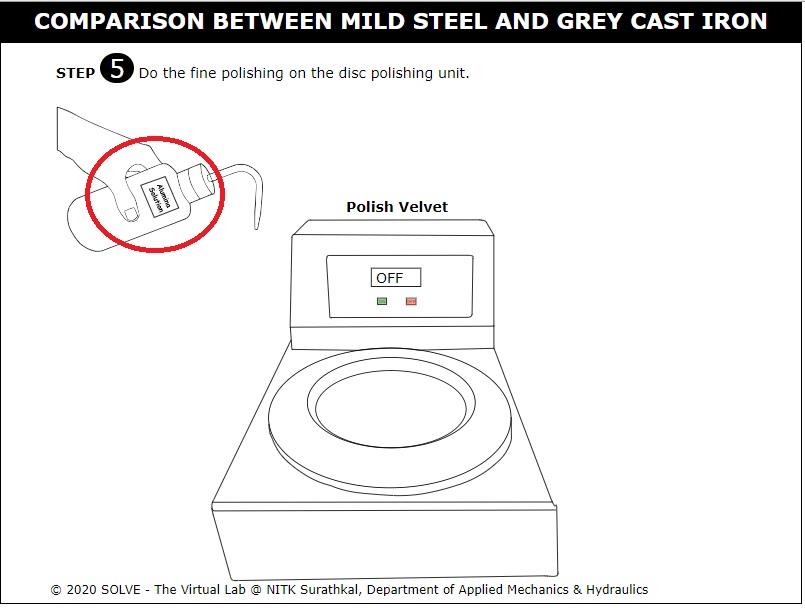 COMPARISON BETWEEN MILD STEEL AND GREY CAST IRON
STEP 5 Do the fine polishing on the disc polishing unit.
Alumina
Solution
Polish Velvet
OFF
© 2020 SOLVE - The Virtual Lab @ NITK Surathkal, Department of Applied Mechanics & Hydraulics